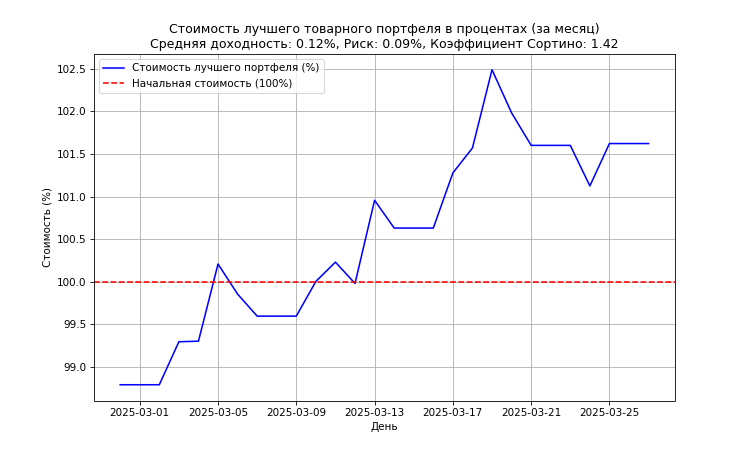 Стоимость лучшего товарного портфеля в процентах (за месяц)
Средняя доходность: 0.12%, Риск: 0.09%, Коэффициент Сортино: 1.42
Стоимость лучшего портфеля (%)
Начальная стоимость (100%)
Стоимость (%)
102.5
102.0
101.5
101.0
100.5
100.0
99.5
99.0
2025-03-01 2025-03-05 2025-03-09 2025-03-13 2025-03-17 2025-03-21 2025-03-25
День